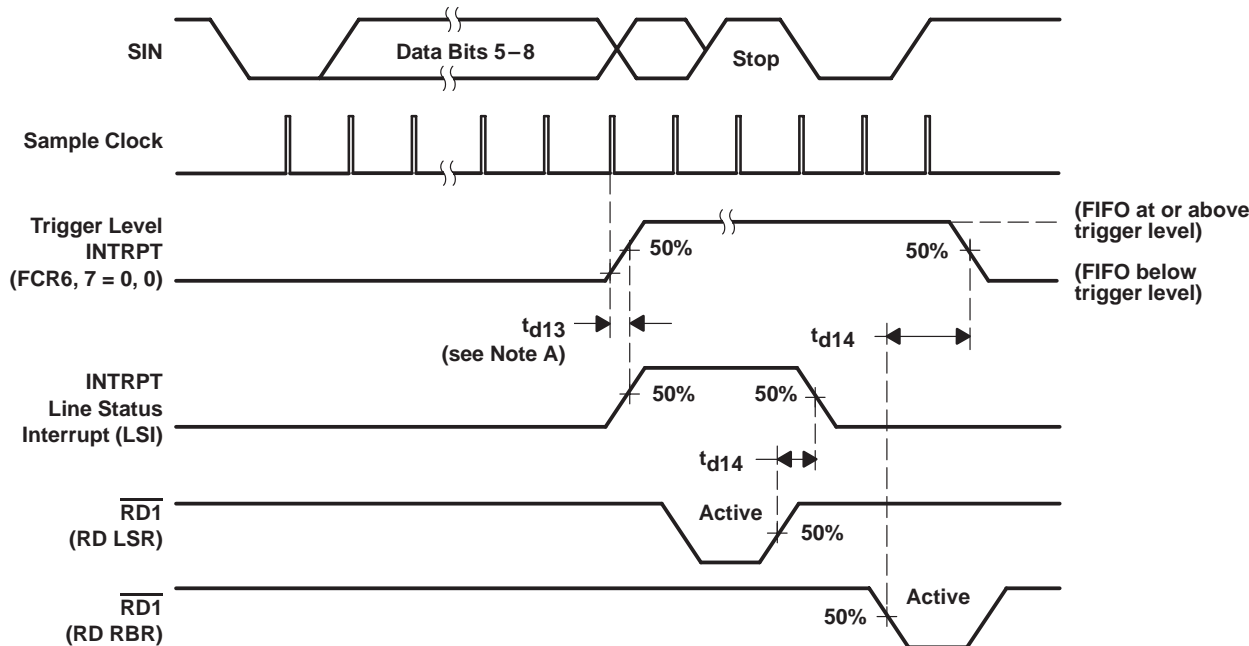 SIN
Data Bits 5–8
Stop
Sample Clock
Trigger Level
INTRPT
(FCR6, 7 = 0, 0)
50%
50%
(FIFO at or above
trigger level)
(FIFO below
trigger level)
td13
(see Note A)
td14
INTRPT
Line Status
Interrupt (LSI)
50%
50%
td14
RD1
(RD LSR)
Active
50%
RD1
(RD RBR)
50%
Active